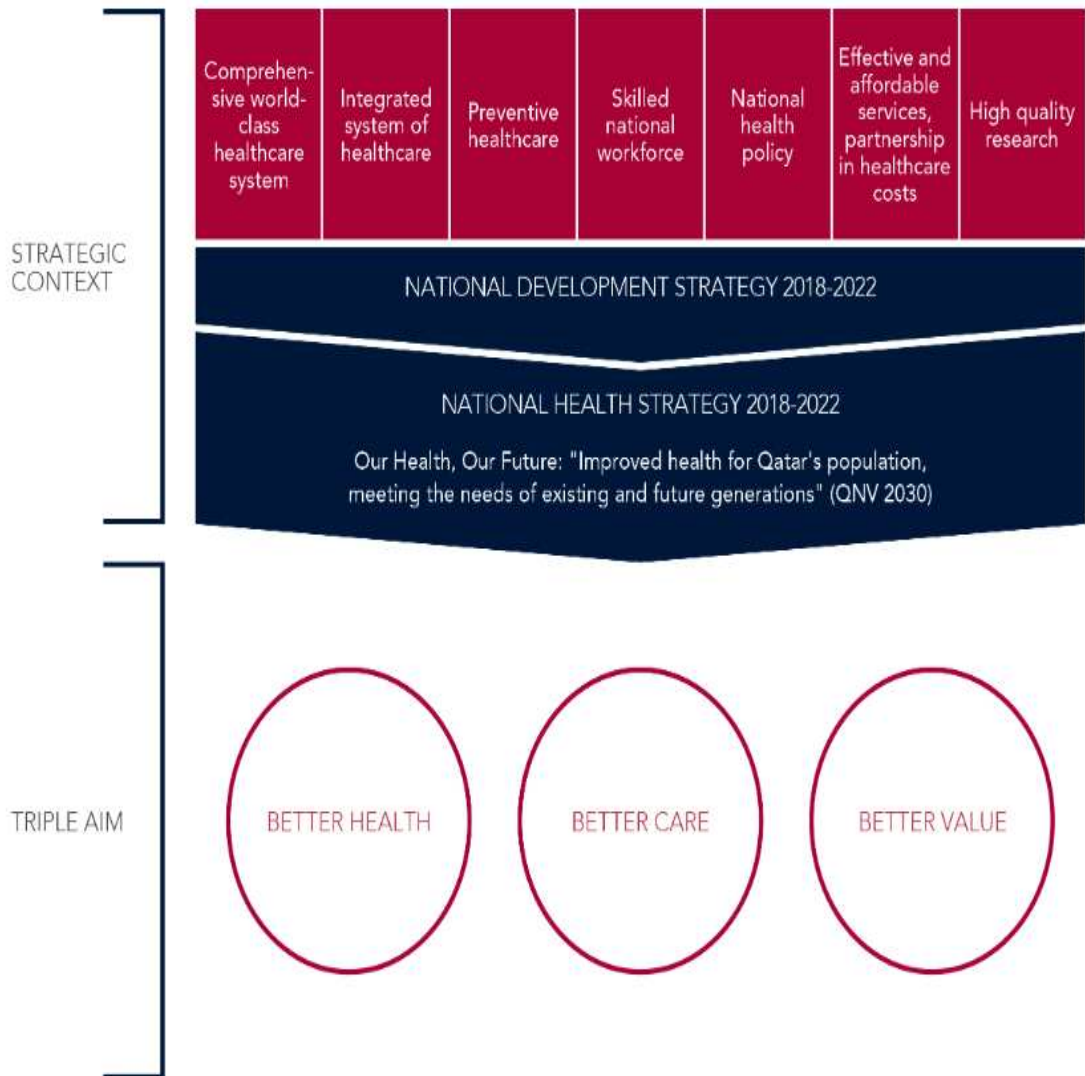 Comprehen-
sive world-
class
healthcare
system
Integrated
system of
healthcare
Preventive
healthcare
Skilled
national
workforce
National
health
policy
Effective and
affordable
services,
partnership
in healthcare
costs
High quality
research
STRATEGIC
CONTEXT
NATIONAL DEVELOPMENT STRATEGY 2018-2022
NATIONAL HEALTH STRATEGY 2018-2022
Our Health, Our Future: "Improved health for Qatar's population,
meeting the needs of existing and future generations" (QNV 2030)
TRIPLE AIM
BETTER HEALTH
BETTER CARE
BETTER VALUE